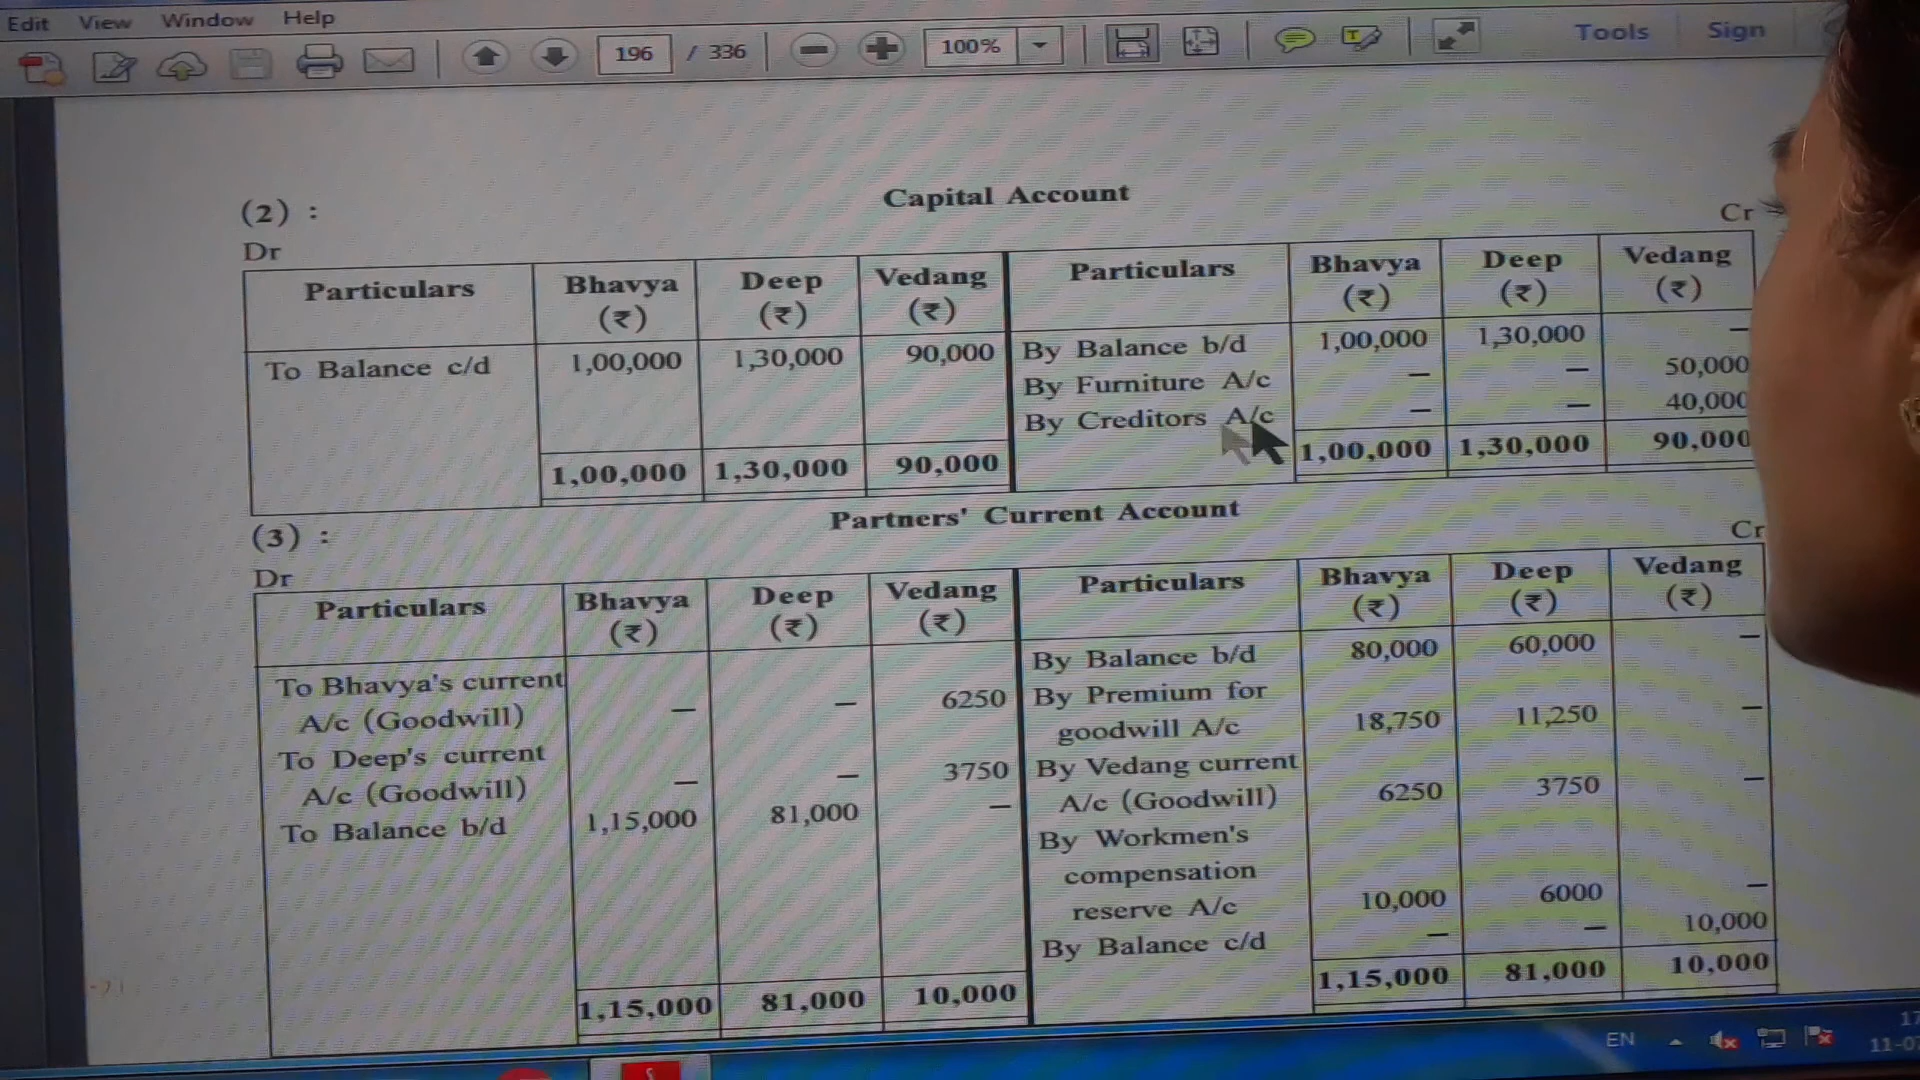 Edit View Window Help
196 / 336 100% Tools Sign
(2) : Capital Account
Dr Cr
Particulars Bhavya (₹) Deep (₹) Vedang (₹) Particulars Bhavya (₹) Deep (₹) Vedang (₹)
To Balance c/d 1,00,000 1,30,000 90,000 By Balance b/d 1,00,000 1,30,000 —
By Furniture A/c — — 50,000
By Creditors A/c — — 40,000
1,00,000 1,30,000 90,000 1,00,000 1,30,000 90,000
(3) : Partners' Current Account
Dr Cr
Particulars Bhavya (₹) Deep (₹) Vedang (₹) Particulars Bhavya (₹) Deep (₹) Vedang (₹)
To Bhavya's current By Balance b/d 80,000 60,000 —
A/c (Goodwill) — — 6250 By Premium for
To Deep's current goodwill A/c 18,750 11,250 —
A/c (Goodwill) — — 3750 By Vedang current
To Balance b/d 1,15,000 81,000 — A/c (Goodwill) 6250 3750 —
By Workmen's
compensation
reserve A/c 10,000 6000 —
By Balance c/d — — 10,000
1,15,000 81,000 10,000 1,15,000 81,000 10,000
EN